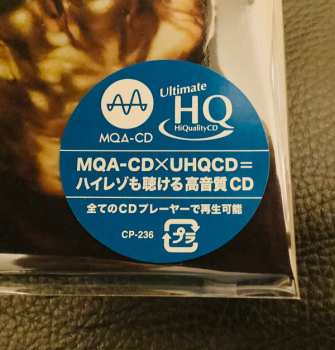 MQA-CD
Ultimate
HQ
HiQualityCD
MQA-CD×UHQCD=
ハイレゾも聴ける高音質CD
全てのCDプレーヤーで再生可能
CP-236
プラ